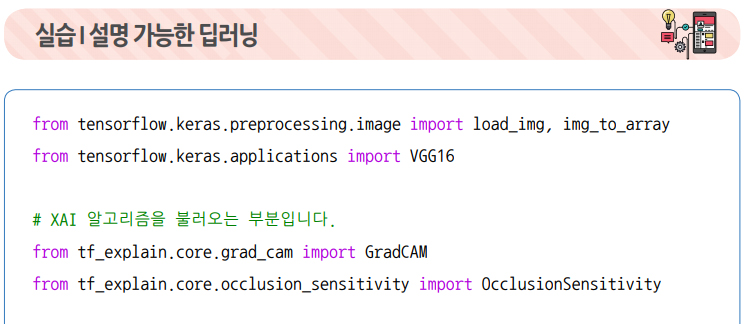 실습 I 설명 가능한 딥러닝
from tensorflow.keras.preprocessing.image import load_img, img_to_array
from tensorflow.keras.applications import VGG16
# XAI 알고리즘을 불러오는 부분입니다.
from tf_explain.core.grad_cam import GradCAM
from tf_explain.core.occlusion_sensitivity import OcclusionSensitivity